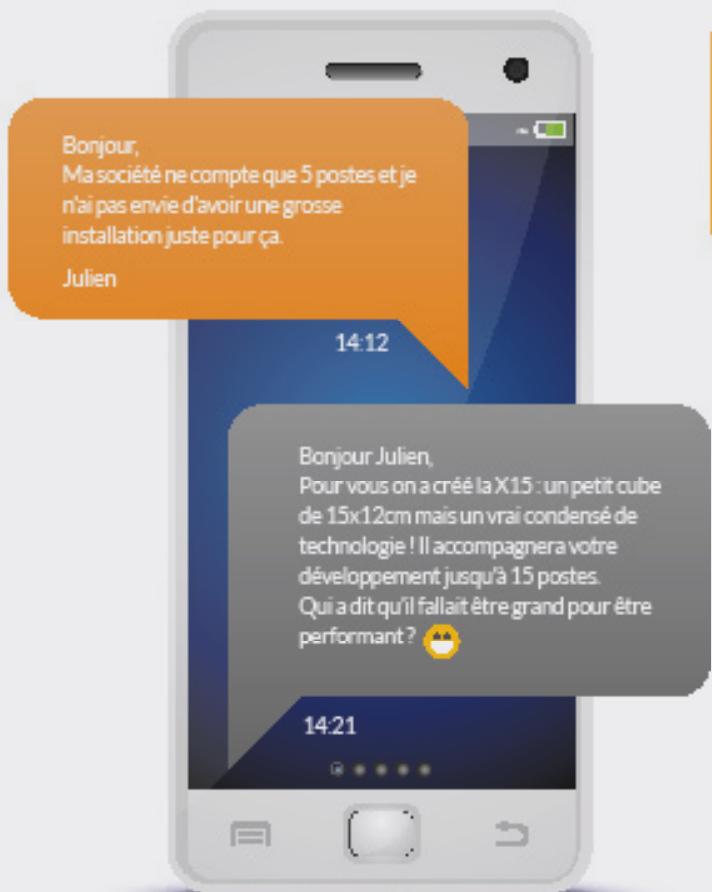 Bonjour,
Ma société ne compte que 5 postes et je
n'ai pas envie d'avoir une grosse
installation juste pour ça.
Julien
14:12
Bonjour Julien,
Pour vous on a créé la X15 : un petit cube
de 15x12cm mais un vrai condensé de
technologie ! Il accompagnera votre
développement jusqu'à 15 postes.
Qui a dit qu'il fallait être grand pour être
performant ?
14:21